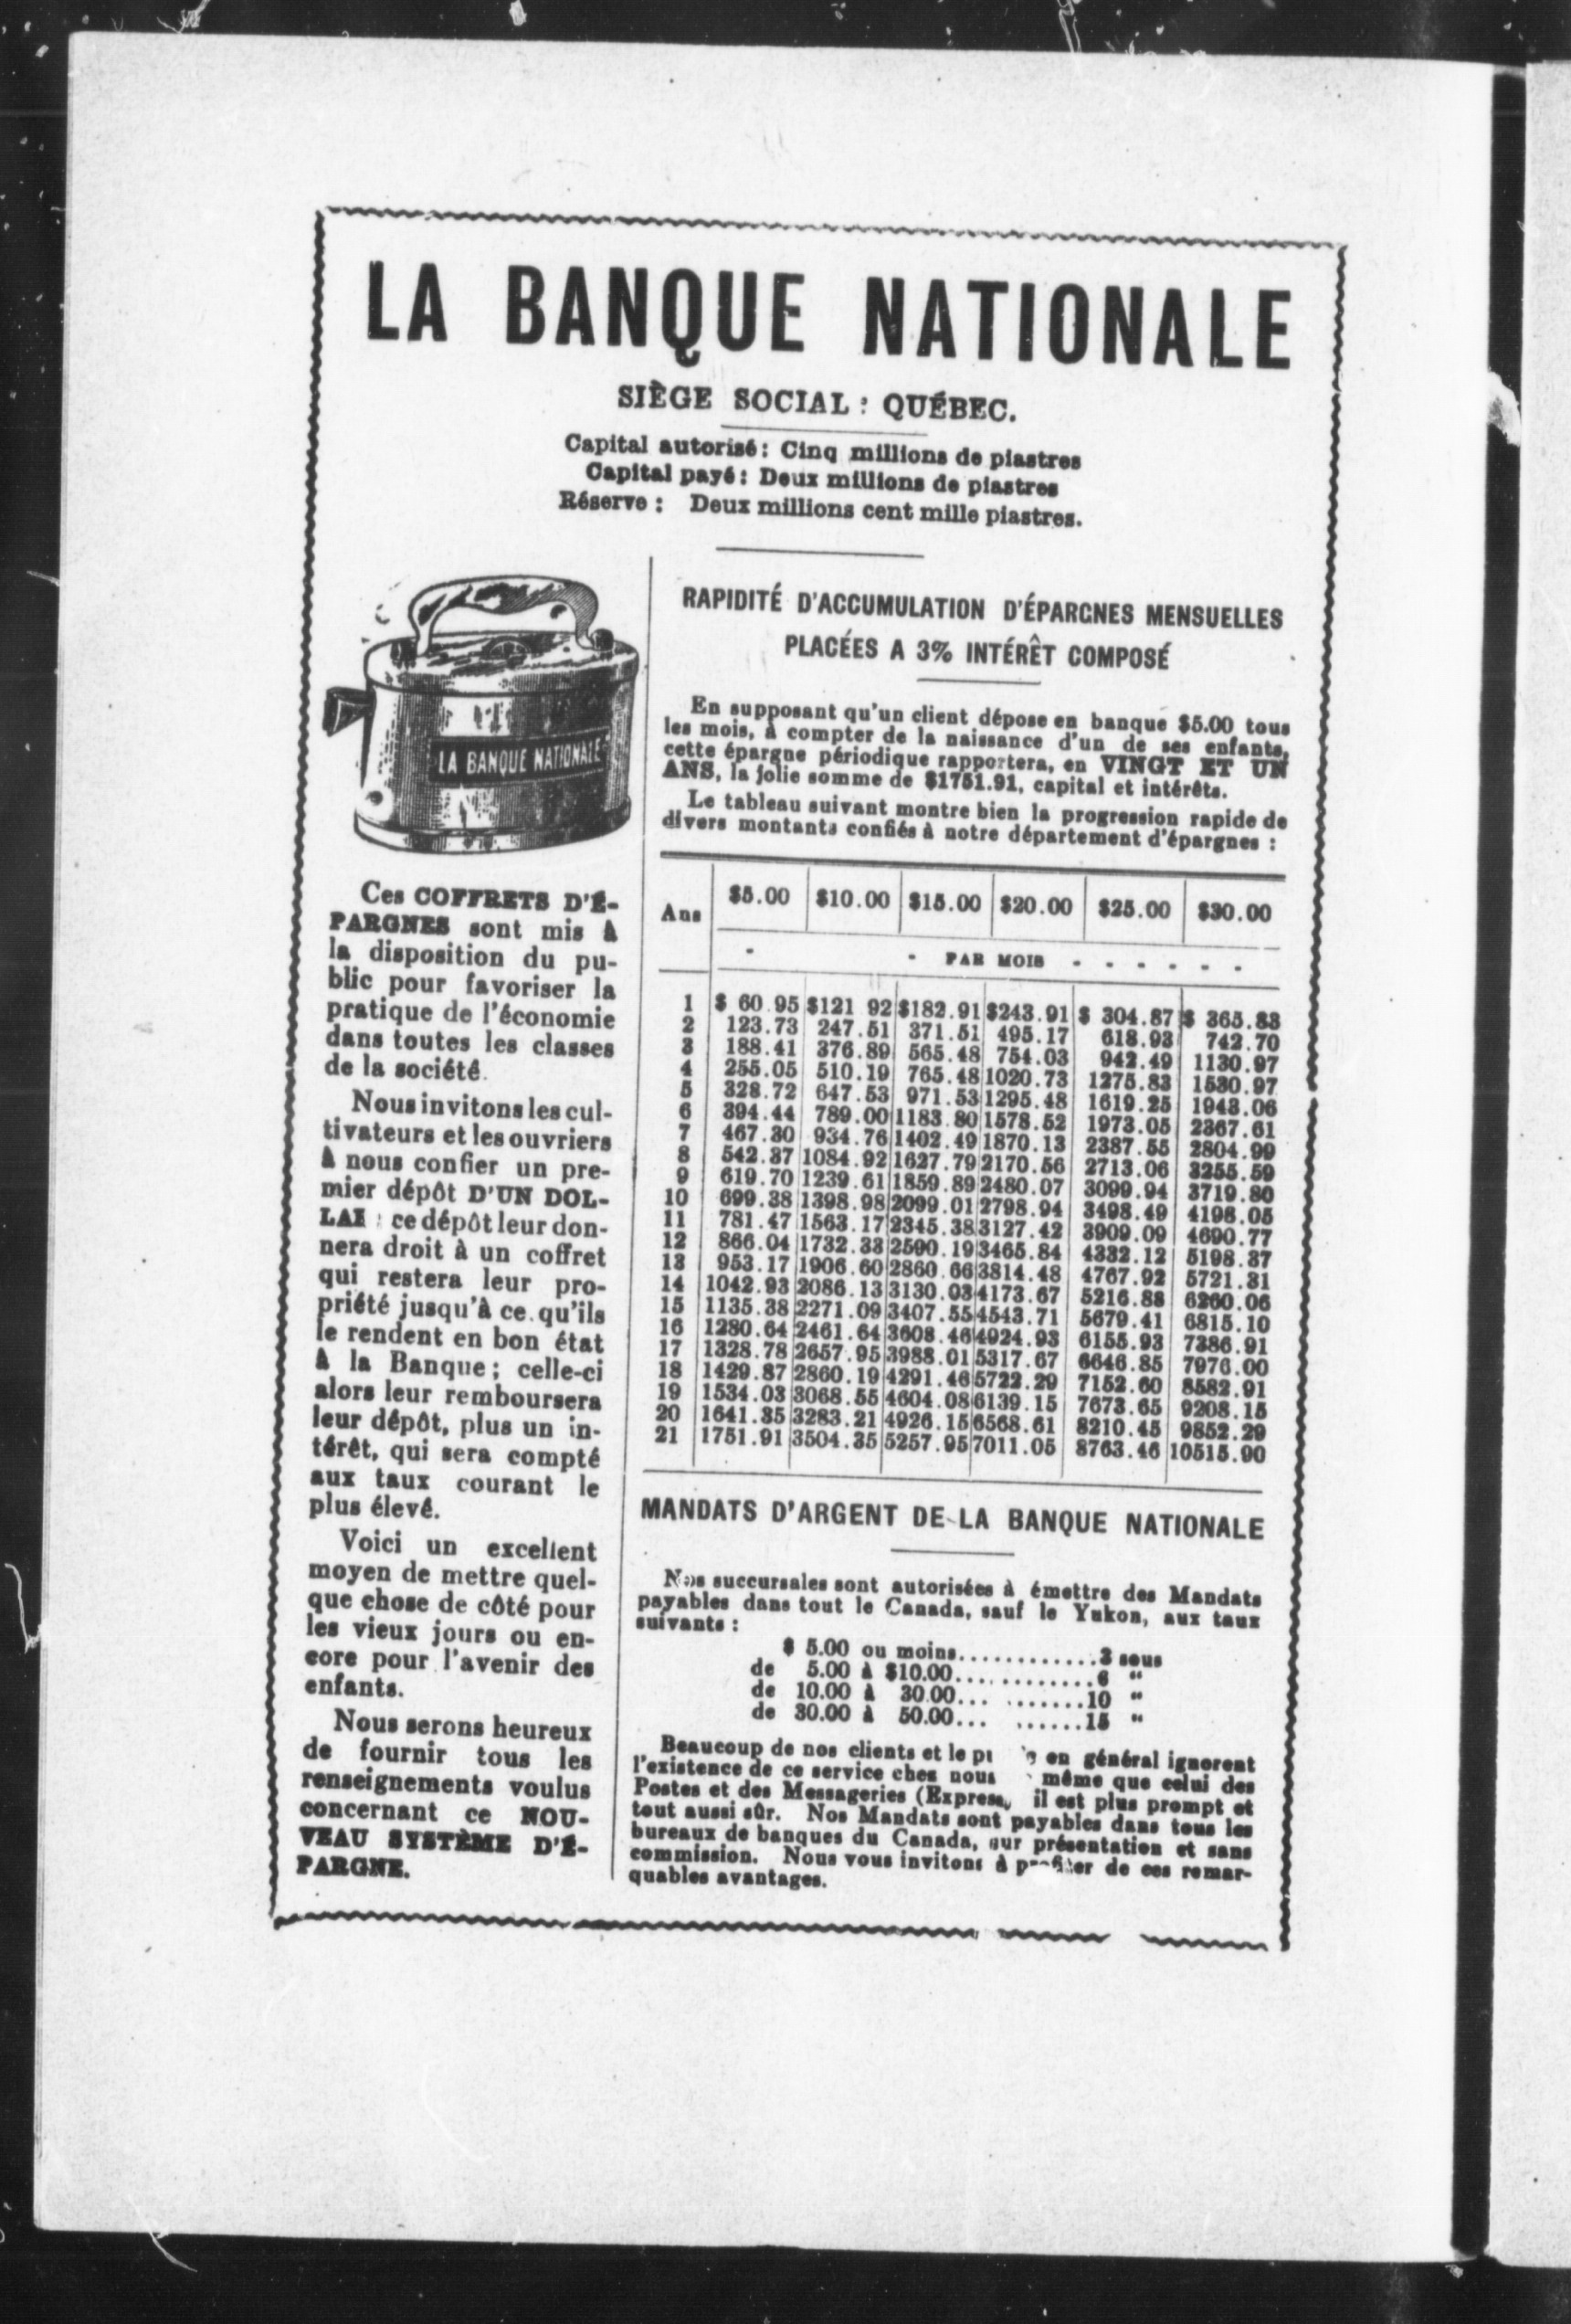 LA BANQUE NATIONALE
SIÈGE SOCIAL : QUÉBEC.
Capital autorisé : Cinq millions de piastres
Capital payé : Deux millions de piastres
Réserve : Deux millions cent mille piastres.
LA BANQUE NATIONALE
Ces COFFRETS D'É-
PARGNES sont mis à
la disposition du pu-
blic pour favoriser la
pratique de l'économie
dans toutes les classes
de la société.
Nous invitons les cul-
tivateurs et les ouvriers
à nous confier un pre-
mier dépôt D'UN DOL-
LAR : ce dépôt leur don-
nera droit à un coffret
qui restera leur pro-
priété jusqu'à ce qu'ils
le rendent en bon état
à la Banque ; celle-ci
alors leur remboursera
leur dépôt, plus un in-
térêt, qui sera compté
aux taux courant le
plus élevé.
Voici un excellent
moyen de mettre quel-
que chose de côté pour
les vieux jours ou en-
core pour l'avenir des
enfants.
Nous serons heureux
de fournir tous les
renseignements voulus
concernant ce NOU-
VEAU SYSTÈME D'É-
PARGNE.
RAPIDITÉ D'ACCUMULATION D'ÉPARGNES MENSUELLES
PLACÉES A 3% INTÉRÊT COMPOSÉ
En supposant qu'un client dépose en banque $5.00 tous
les mois, à compter de la naissance d'un de ses enfants,
cette épargne périodique rapportera, en VINGT ET UN
ANS, la jolie somme de $1751.91, capital et intérêts.
Le tableau suivant montre bien la progression rapide de
divers montants confiés à notre département d'épargnes :
Ans $5.00 $10.00 $15.00 $20.00 $25.00 $30.00
- - PAR MOIS - - - - - -
1 $ 60.95 $121 92 $182.91 $243.91 $ 304.87 $ 365.83
2 123.73 247.51 371.51 495.17 618.93 742.70
3 188.41 376.89 565.48 754.03 942.49 1130.97
4 255.05 510.19 765.48 1020.73 1275.83 1530.97
5 328.72 647.53 971.53 1295.48 1619.25 1943.06
6 394.44 789.00 1183.80 1578.52 1973.05 2367.61
7 467.30 934.76 1402.49 1870.13 2387.55 2804.99
8 542.37 1084.92 1627.79 2170.56 2713.06 3255.59
9 619.70 1239.61 1859.89 2480.07 3099.94 3719.80
10 699.38 1398.98 2099.01 2798.94 3498.49 4198.05
11 781.47 1563.17 2345.38 3127.42 3909.09 4690.77
12 866.04 1732.33 2590.19 3465.84 4332.12 5198.37
13 953.17 1906.60 2860.66 3814.48 4767.92 5721.31
14 1042.93 2086.13 3130.03 4173.67 5216.88 6260.06
15 1135.38 2271.09 3407.55 4543.71 5679.41 6815.10
16 1280.64 2461.64 3608.46 4924.93 6155.93 7386.91
17 1328.78 2657.95 3988.01 5317.67 6646.85 7976.00
18 1429.87 2860.19 4291.46 5722.29 7152.60 8582.91
19 1534.03 3068.55 4604.08 6139.15 7673.65 9208.15
20 1641.35 3283.21 4926.15 6568.61 8210.45 9852.29
21 1751.91 3504.35 5257.95 7011.05 8763.46 10515.90
MANDATS D'ARGENT DE LA BANQUE NATIONALE
Nos succursales sont autorisées à émettre des Mandats
payables dans tout le Canada, sauf le Yukon, aux taux
suivants :
$ 5.00 ou moins............3 sous
de 5.00 à $10.00............6 "
de 10.00 à 30.00... .......10 "
de 30.00 à 50.00... ......15 "
Beaucoup de nos clients et le en général ignorent
l'existence de ce service chez nous même que celui des
Postes et des Messageries (Express, il est plus prompt et
tout aussi sûr. Nos Mandats sont payables dans tous les
bureaux de banques du Canada, sur présentation et sans
commission. Nous vous invitons à profiter de ces remar-
quables avantages.